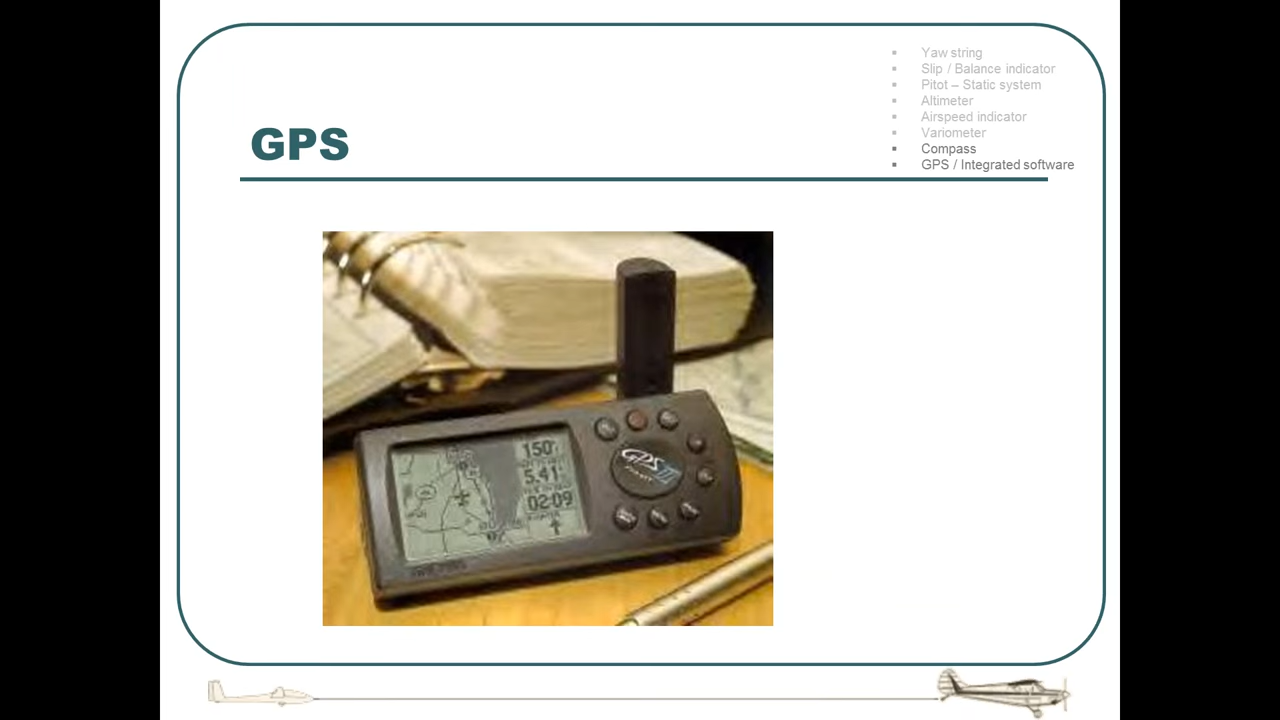 Yaw string
Slip / Balance indicator
Pitot – Static system
Altimeter
Airspeed indicator
Variometer
Compass
GPS / Integrated software
GPS
150
5.41
02:09
GPS III